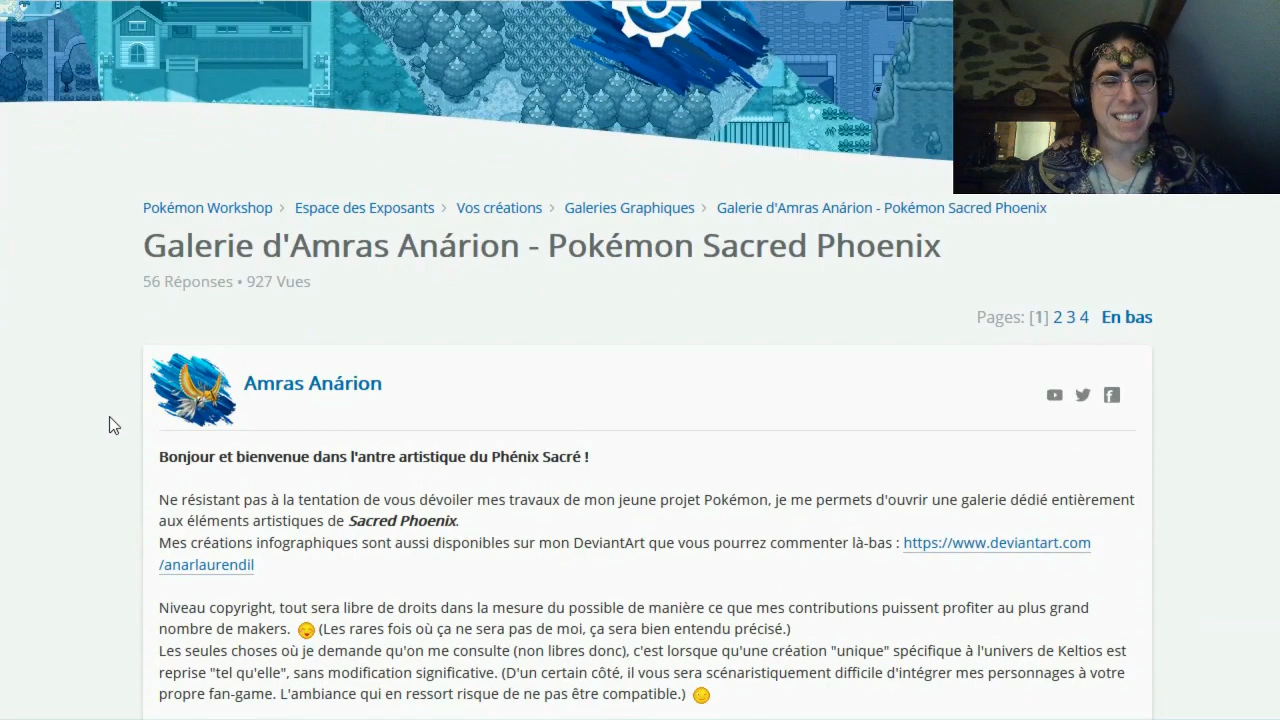 Pokémon Workshop › Espace des Exposants › Vos créations › Galeries Graphiques › Galerie d'Amras Anárion - Pokémon Sacred Phoenix
Galerie d'Amras Anárion - Pokémon Sacred Phoenix
56 Réponses • 927 Vues
Pages: [1] 2 3 4 En bas
Amras Anárion
Bonjour et bienvenue dans l'antre artistique du Phénix Sacré !
Ne résistant pas à la tentation de vous dévoiler mes travaux de mon jeune projet Pokémon, je me permets d'ouvrir une galerie dédié entièrement
aux éléments artistiques de Sacred Phoenix.
Mes créations infographiques sont aussi disponibles sur mon DeviantArt que vous pourrez commenter là-bas : https://www.deviantart.com
/anarlaurendil
Niveau copyright, tout sera libre de droits dans la mesure du possible de manière ce que mes contributions puissent profiter au plus grand
nombre de makers. (Les rares fois où ça ne sera pas de moi, ça sera bien entendu précisé.)
Les seules choses où je demande qu'on me consulte (non libres donc), c'est lorsque qu'une création "unique" spécifique à l'univers de Keltios est
reprise "tel qu'elle", sans modification significative. (D'un certain côté, il vous sera scénaristiquement difficile d'intégrer mes personnages à votre
propre fan-game. L'ambiance qui en ressort risque de ne pas être compatible.)